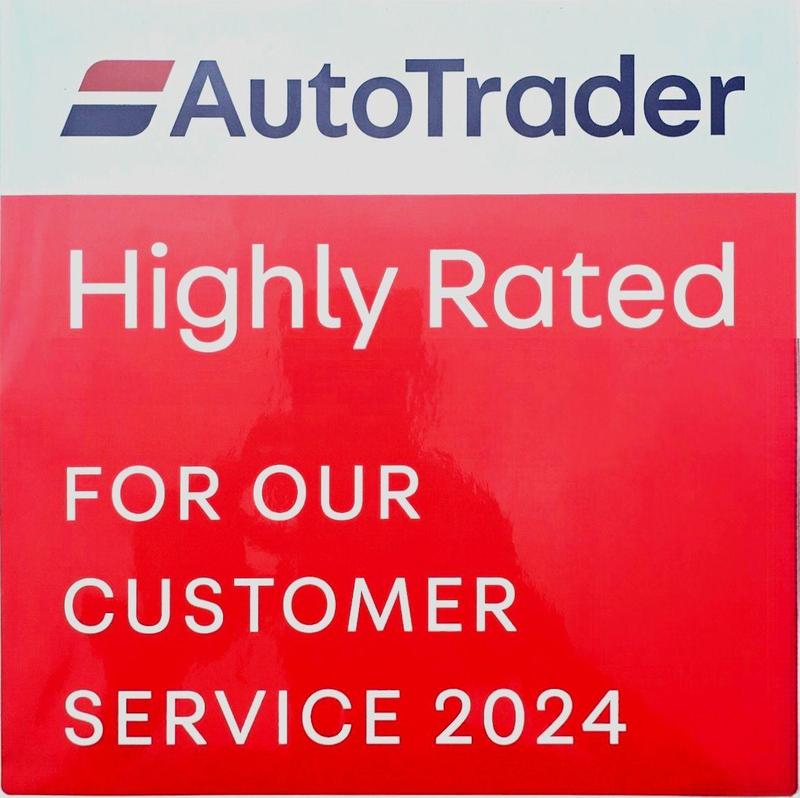 AutoTrader
Highly Rated
FOR OUR
CUSTOMER
SERVICE 2024